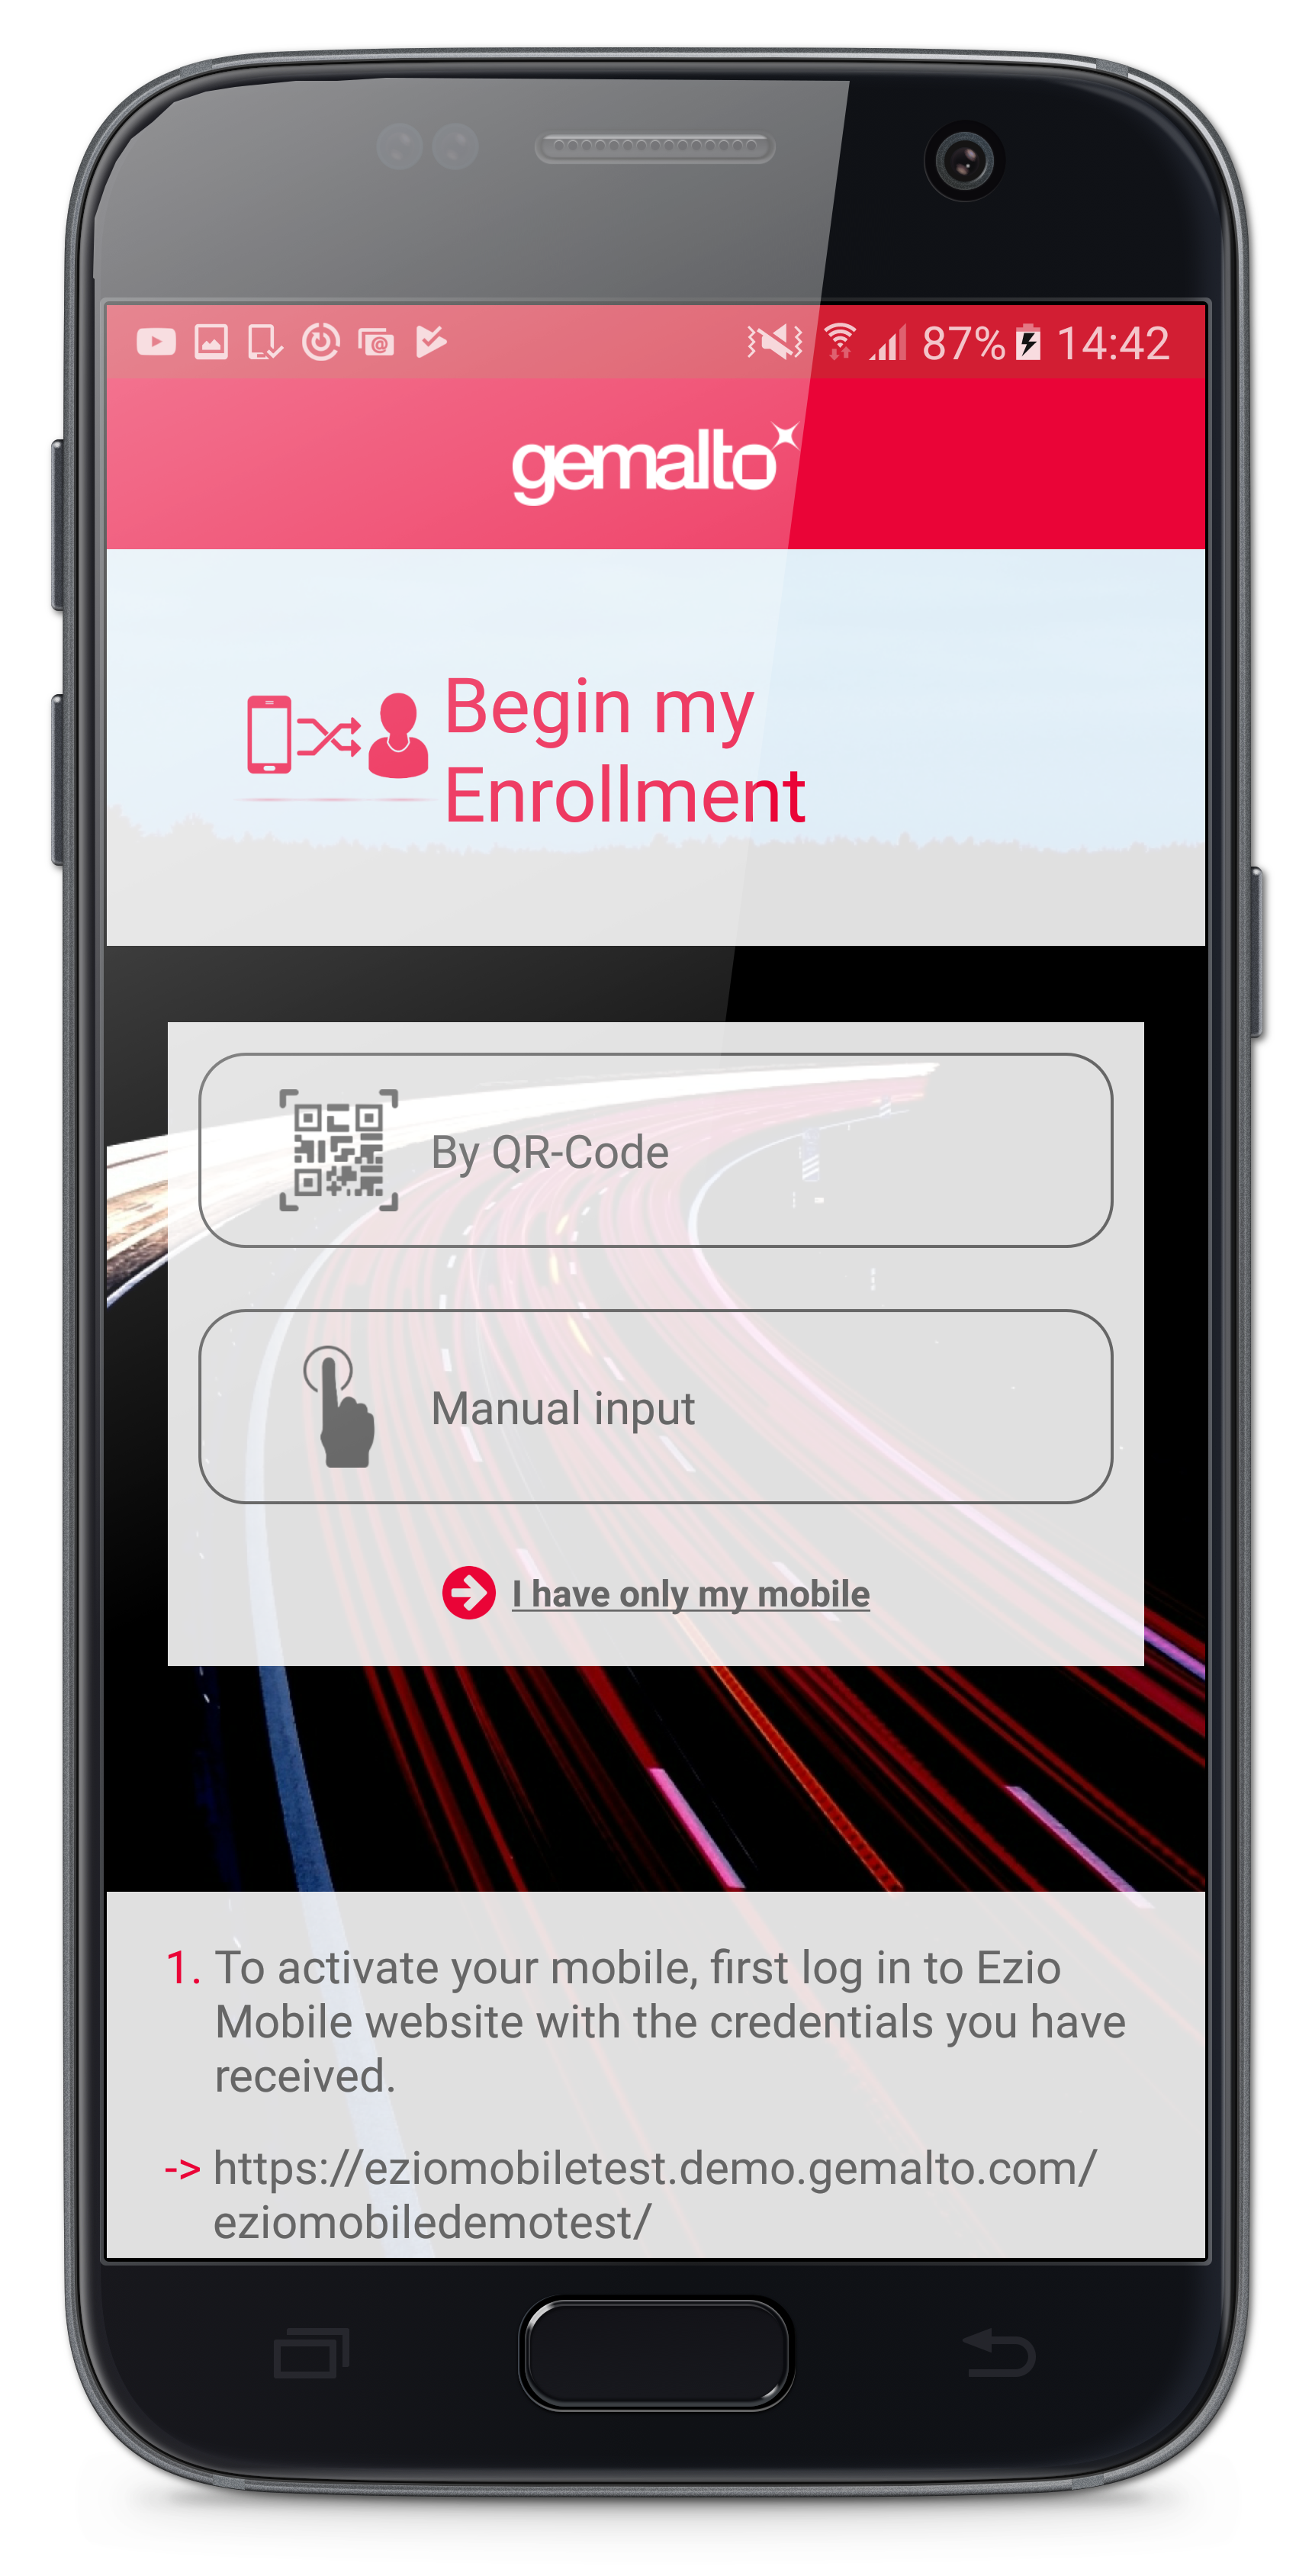 87% 14:42
gemalto
Begin my
Enrollment
By QR-Code
Manual input
I have only my mobile
1. To activate your mobile, first log in to Ezio
Mobile website with the credentials you have
received.
-> https://eziomobiletest.demo.gemalto.com/
eziomobiledemotest/